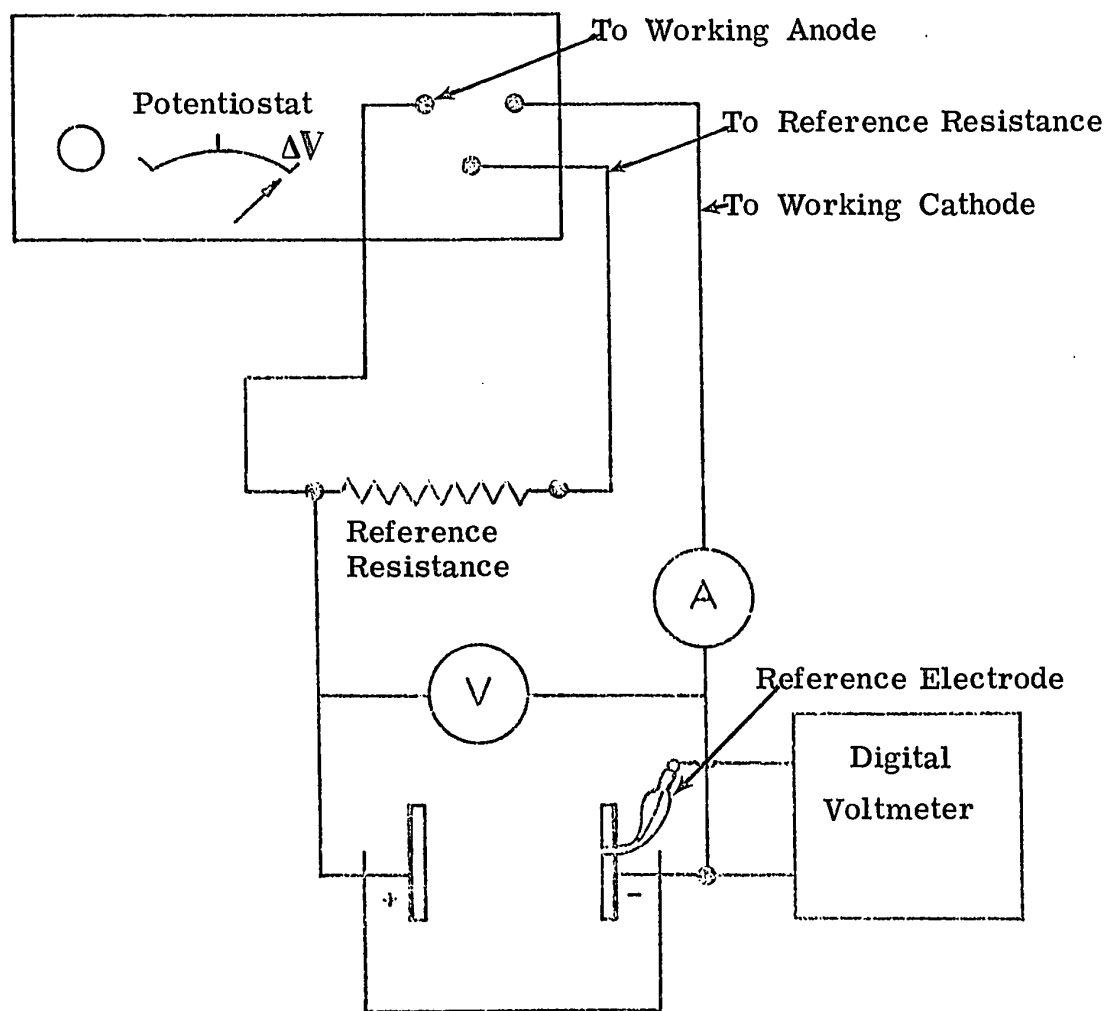 To Working Anode
Potentiostat
ΔV
To Reference Resistance
To Working Cathode
Reference
Resistance
A
V
Reference Electrode
Digital
Voltmeter
+
-